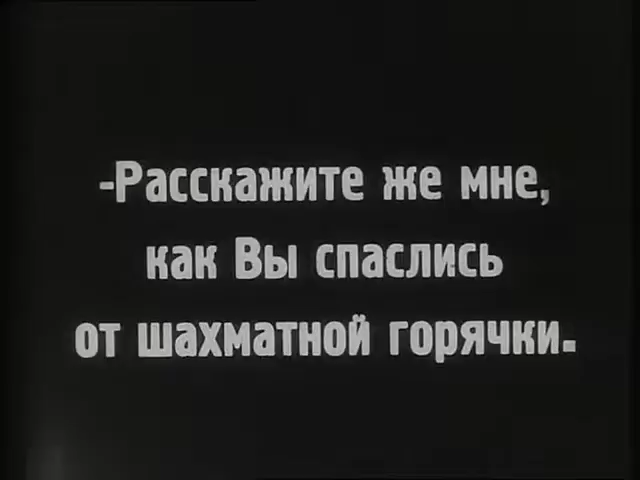 -Расскажите же мне,
как Вы спаслись
от шахматной горячки.